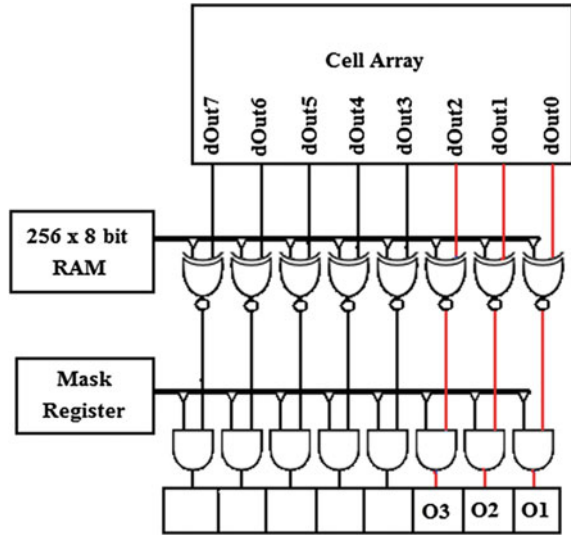 Cell Array
dOut7 dOut6 dOut5 dOut4 dOut3 dOut2 dOut1 dOut0
256 x 8 bit
RAM
Mask
Register
O3 O2 O1